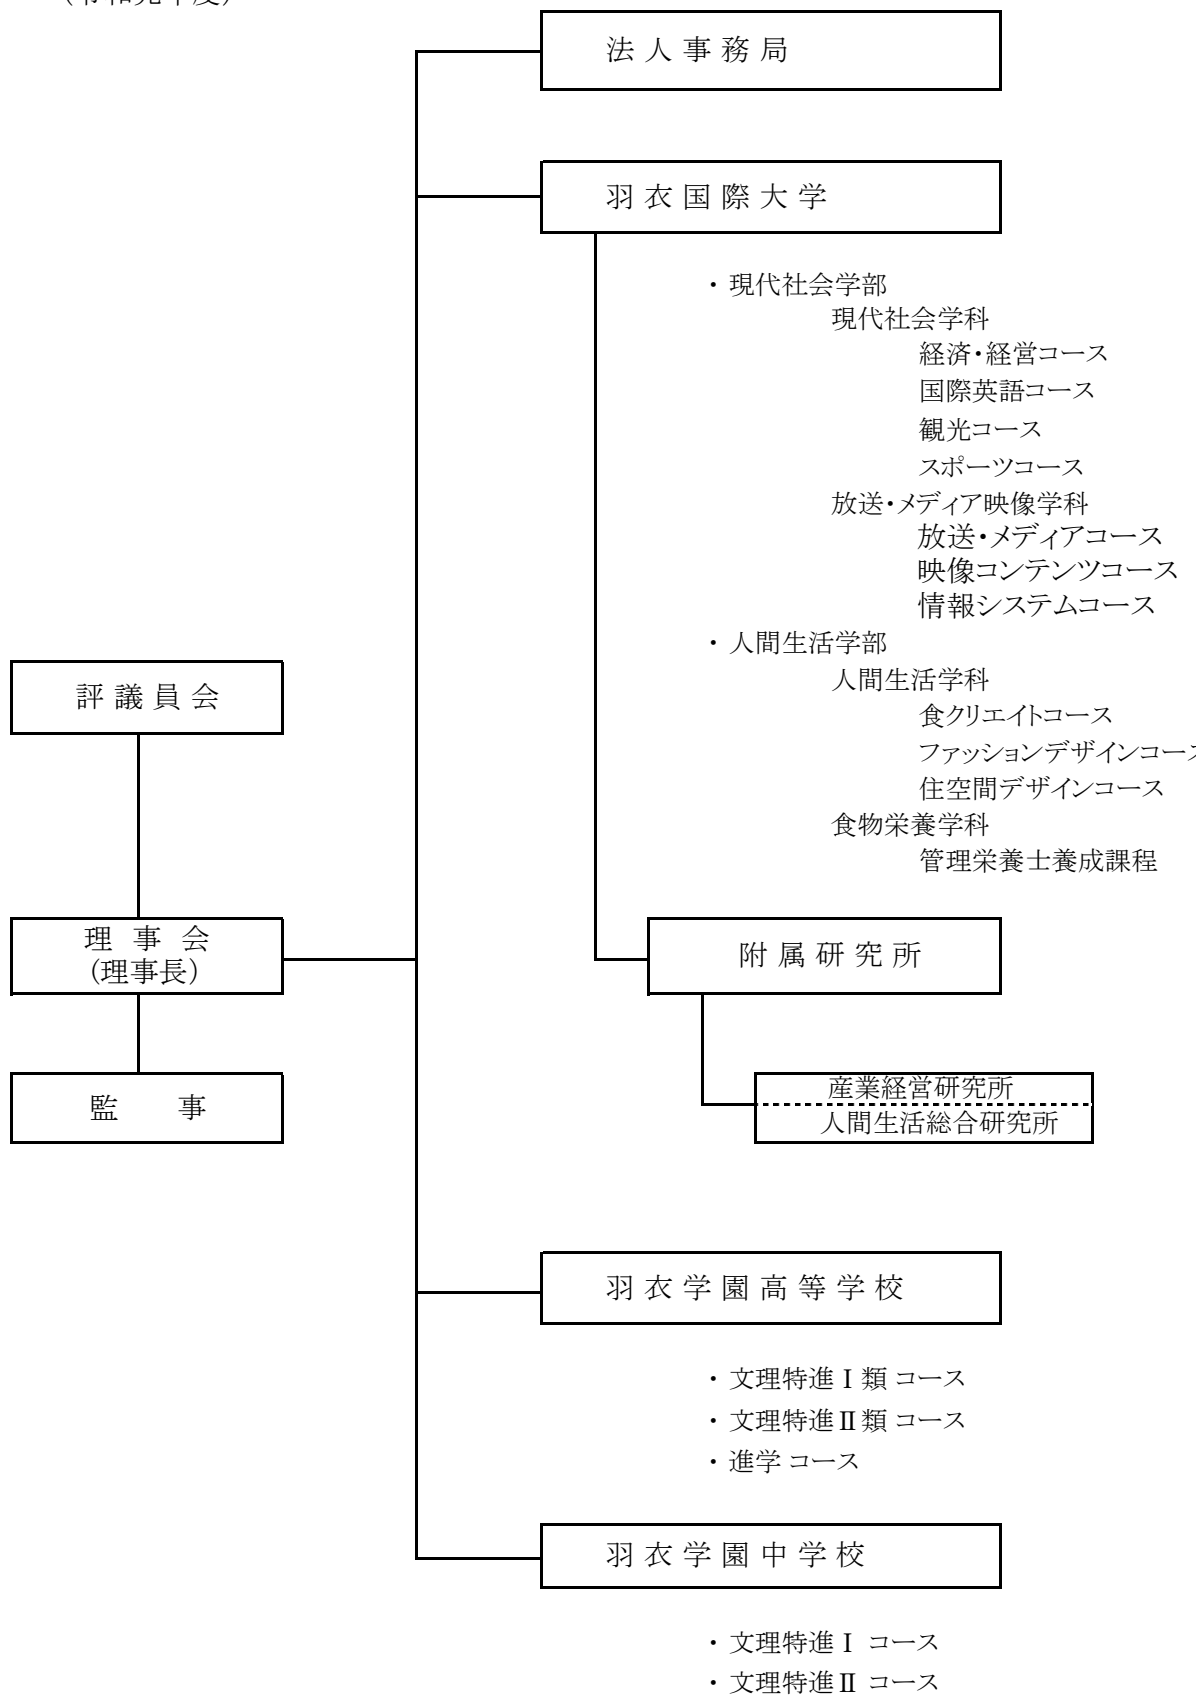 (令和元年度)
法人事務局
羽衣国際大学
・現代社会学部
現代社会学科
経済・経営コース
国際英語コース
観光コース
スポーツコース
放送・メディア映像学科
放送・メディアコース
映像コンテンツコース
情報システムコース
・人間生活学部
人間生活学科
食クリエイトコース
ファッションデザインコース
住空間デザインコース
食物栄養学科
管理栄養士養成課程
評議員会
理事会
(理事長)
監事
附属研究所
産業経営研究所
人間生活総合研究所
羽衣学園高等学校
・文理特進Ⅰ類 コース
・文理特進Ⅱ類 コース
・進学 コース
羽衣学園中学校
・文理特進Ⅰ コース
・文理特進Ⅱ コース